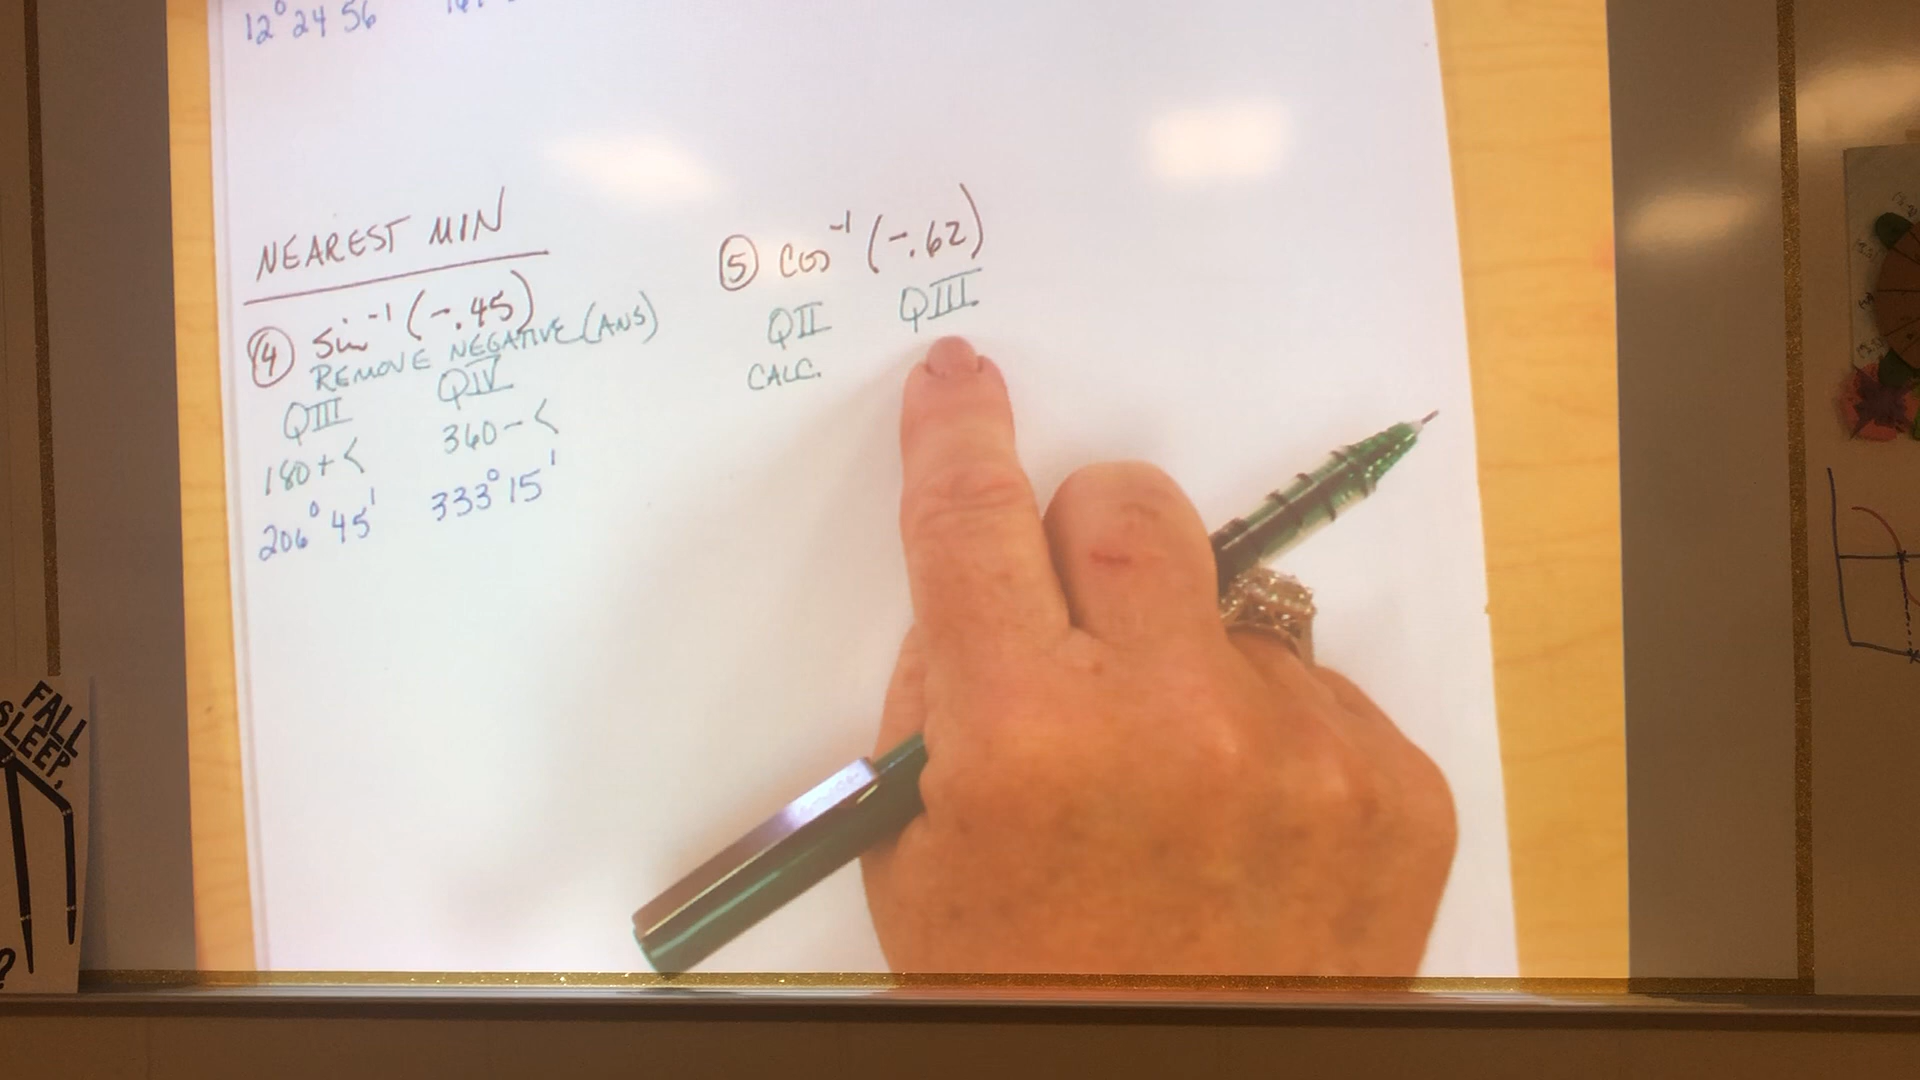 12° 24 56
NEAREST MIN
④ sin⁻¹ (-.45)
REMOVE NEGATIVE (ANS)
QIII QIV
180+< 360-<
206° 45' 333° 15'
⑤ cos⁻¹ (-.62)
QII QIII
CALC.
FALL
SLEEP,
?